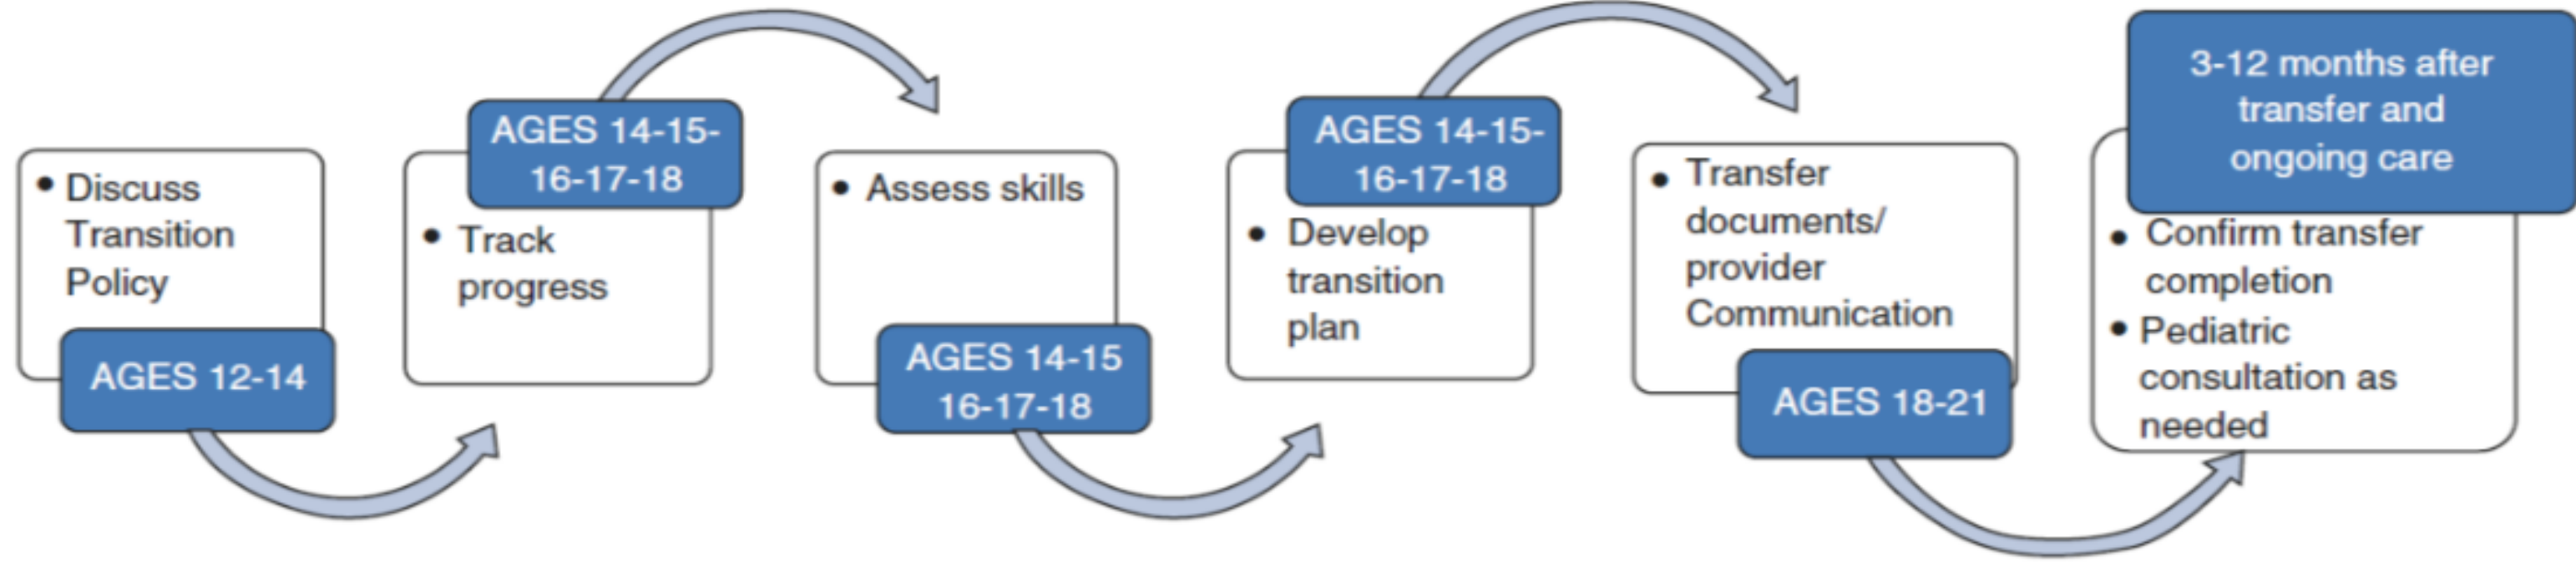 • Discuss
Transition
Policy
AGES 12-14
AGES 14-15-
16-17-18
• Track
progress
• Assess skills
AGES 14-15
16-17-18
AGES 14-15-
16-17-18
• Develop
transition
plan
• Transfer
documents/
provider
Communication
AGES 18-21
3-12 months after
transfer and
ongoing care
• Confirm transfer
completion
• Pediatric
consultation as
needed